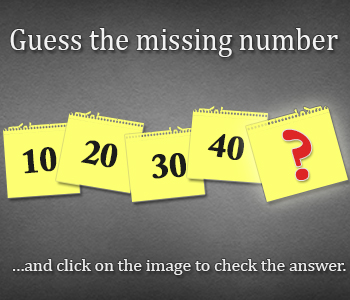 Guess the missing number
10 20 30 40 ?
...and click on the image to check the answer.